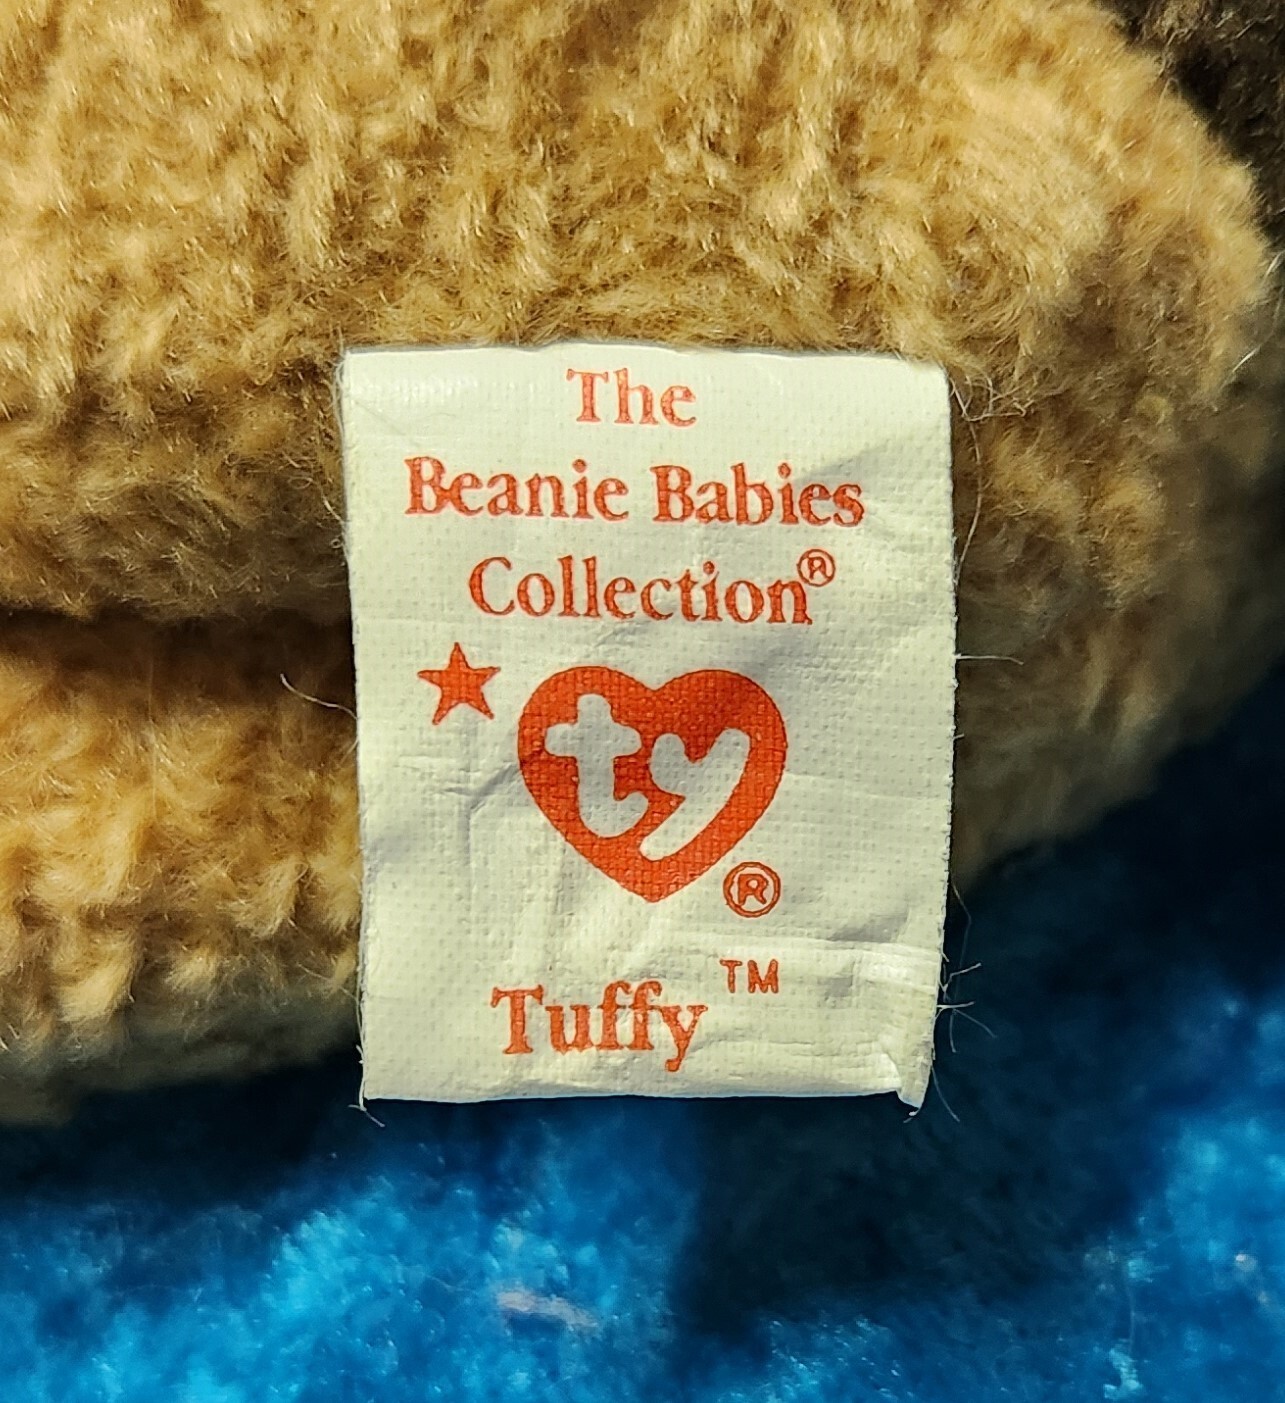 The
Beanie Babies
Collection®
ty®
Tuffy™